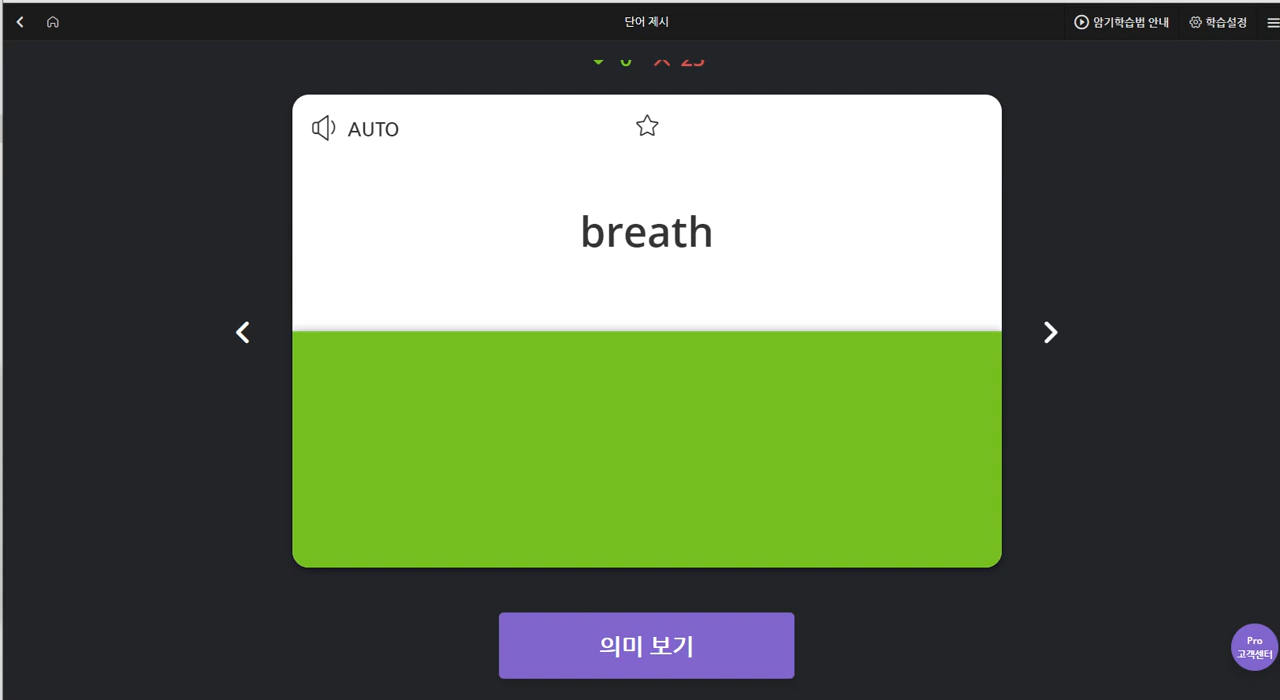 단어 제시
암기학습법 안내
학습설정
AUTO
breath
의미 보기
Pro
고객센터